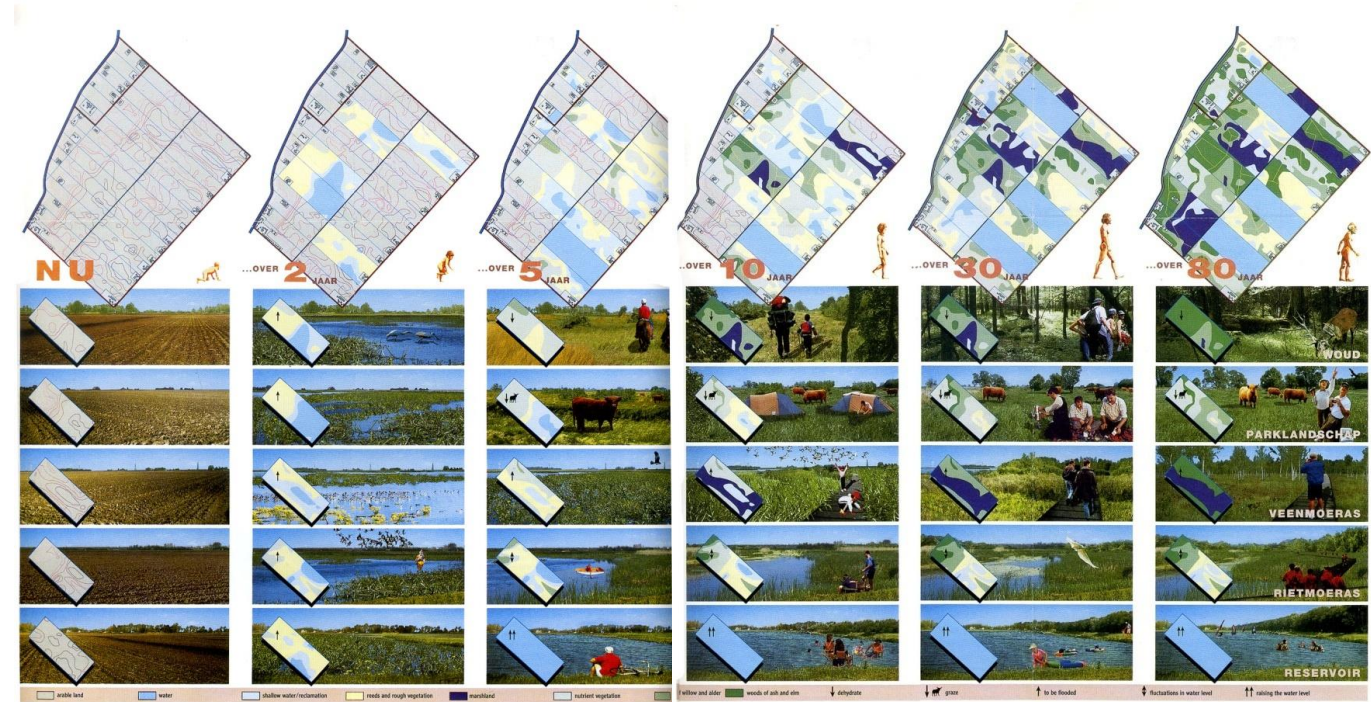 NU
...OVER 2 JAAR
...OVER 5 JAAR
...OVER 10 JAAR
...OVER 30 JAAR
...OVER 80 JAAR
WOUD
PARKLANDSCHAP
VEENMOERAS
RIETMOERAS
RESERVOIR
arable land water shallow water/reclamation reeds and rough vegetation marshland nutrient vegetation f willow and alder woods of ash and elm dehydrate graze to be flooded fluctuations in water level raising the water level